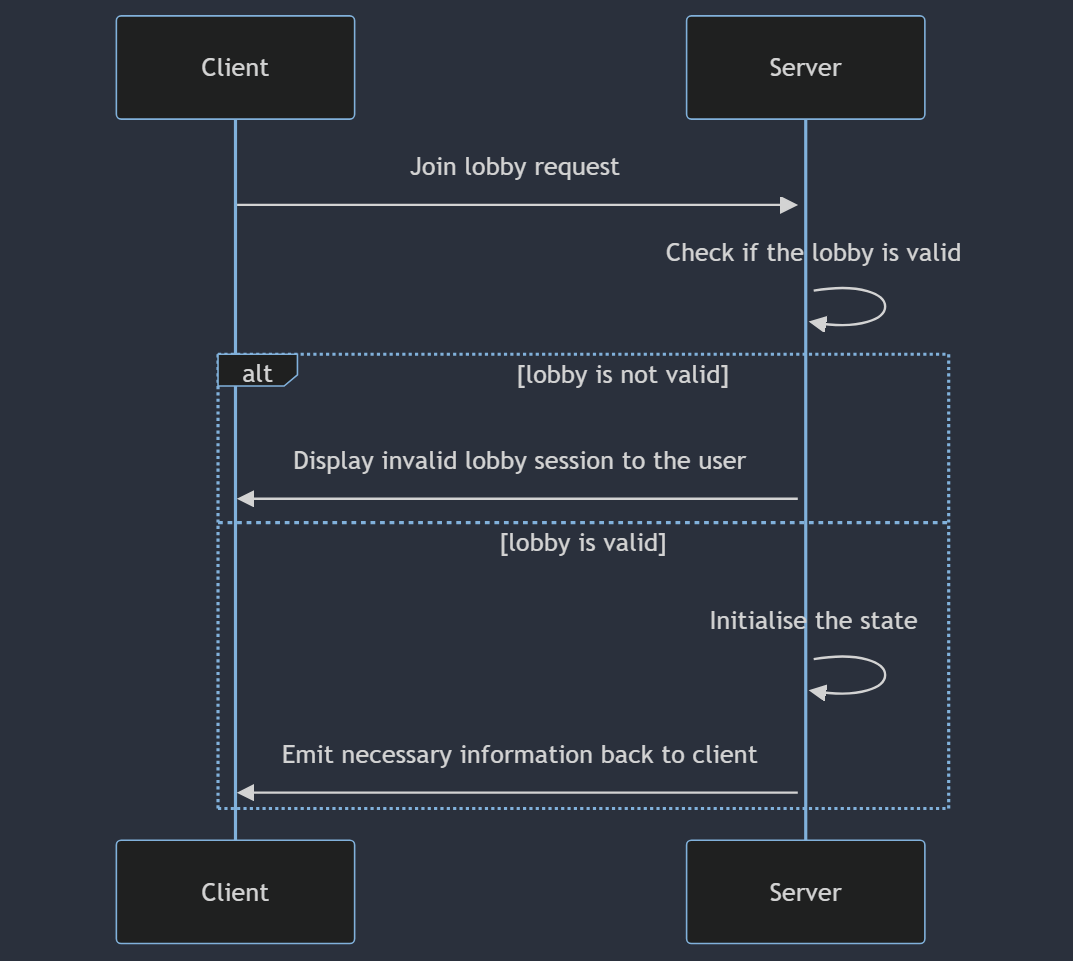 Client
Server
Join lobby request
Check if the lobby is valid
alt
[lobby is not valid]
Display invalid lobby session to the user
[lobby is valid]
Initialise the state
Emit necessary information back to client
Client
Server